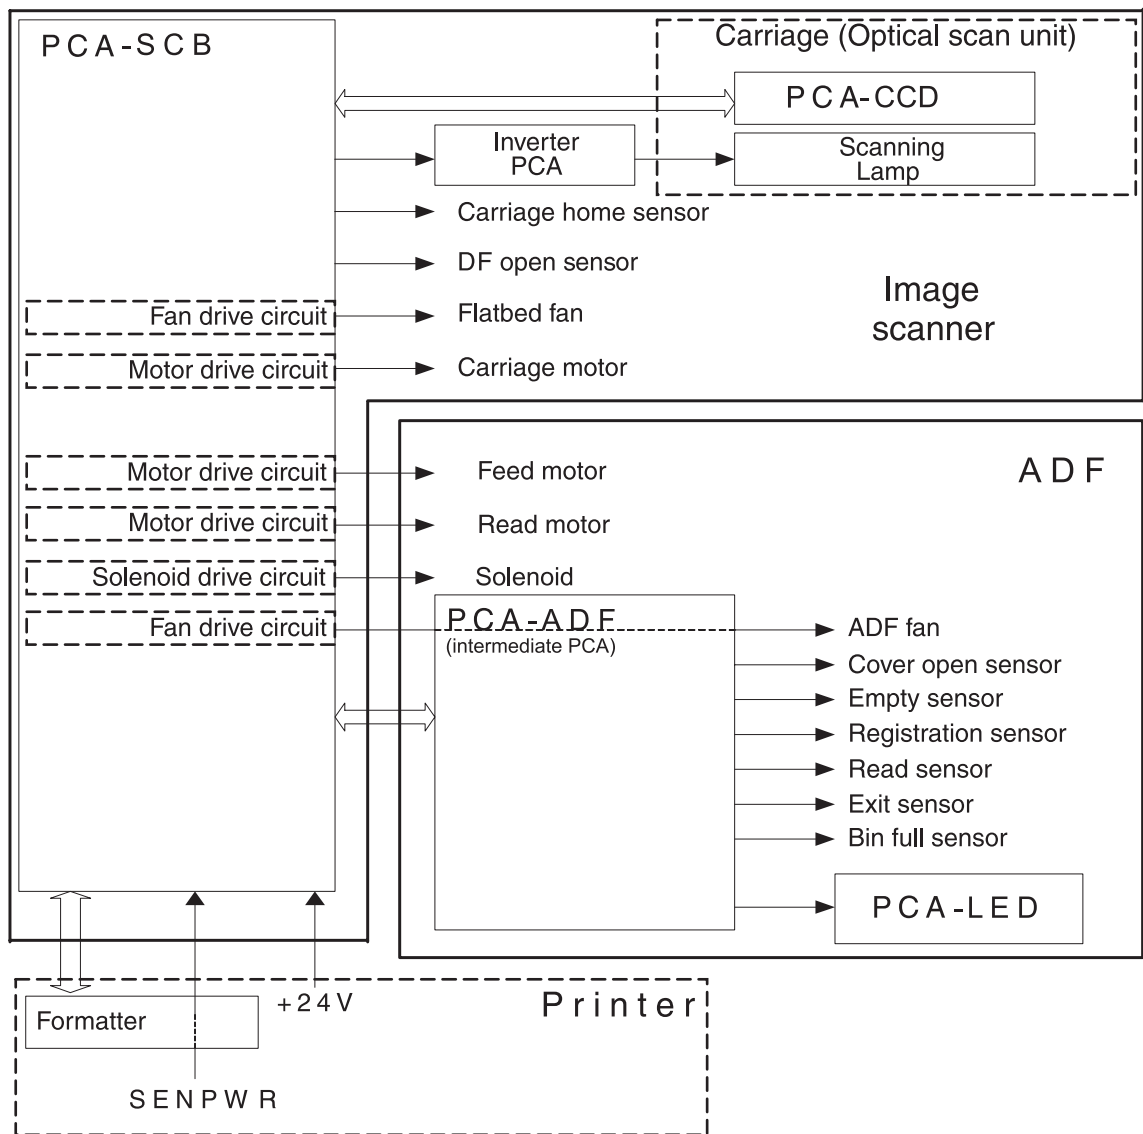 PCA-SCB
Carriage (Optical scan unit)
PCA-CCD
Inverter
PCA
Scanning
Lamp
Carriage home sensor
DF open sensor
Fan drive circuit
Flatbed fan
Motor drive circuit
Carriage motor
Image
scanner
ADF
Motor drive circuit
Feed motor
Motor drive circuit
Read motor
Solenoid drive circuit
Solenoid
Fan drive circuit
PCA-ADF
(intermediate PCA)
ADF fan
Cover open sensor
Empty sensor
Registration sensor
Read sensor
Exit sensor
Bin full sensor
PCA-LED
Printer
+24V
Formatter
SENPWR